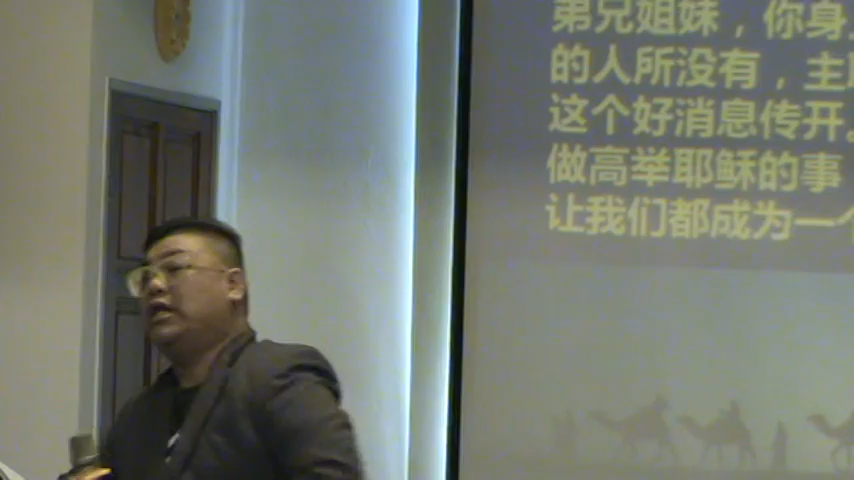 弟兄姐妹，你身
的人所没有，主
这个好消息传开。
做高举耶稣的事
让我们都成为一个